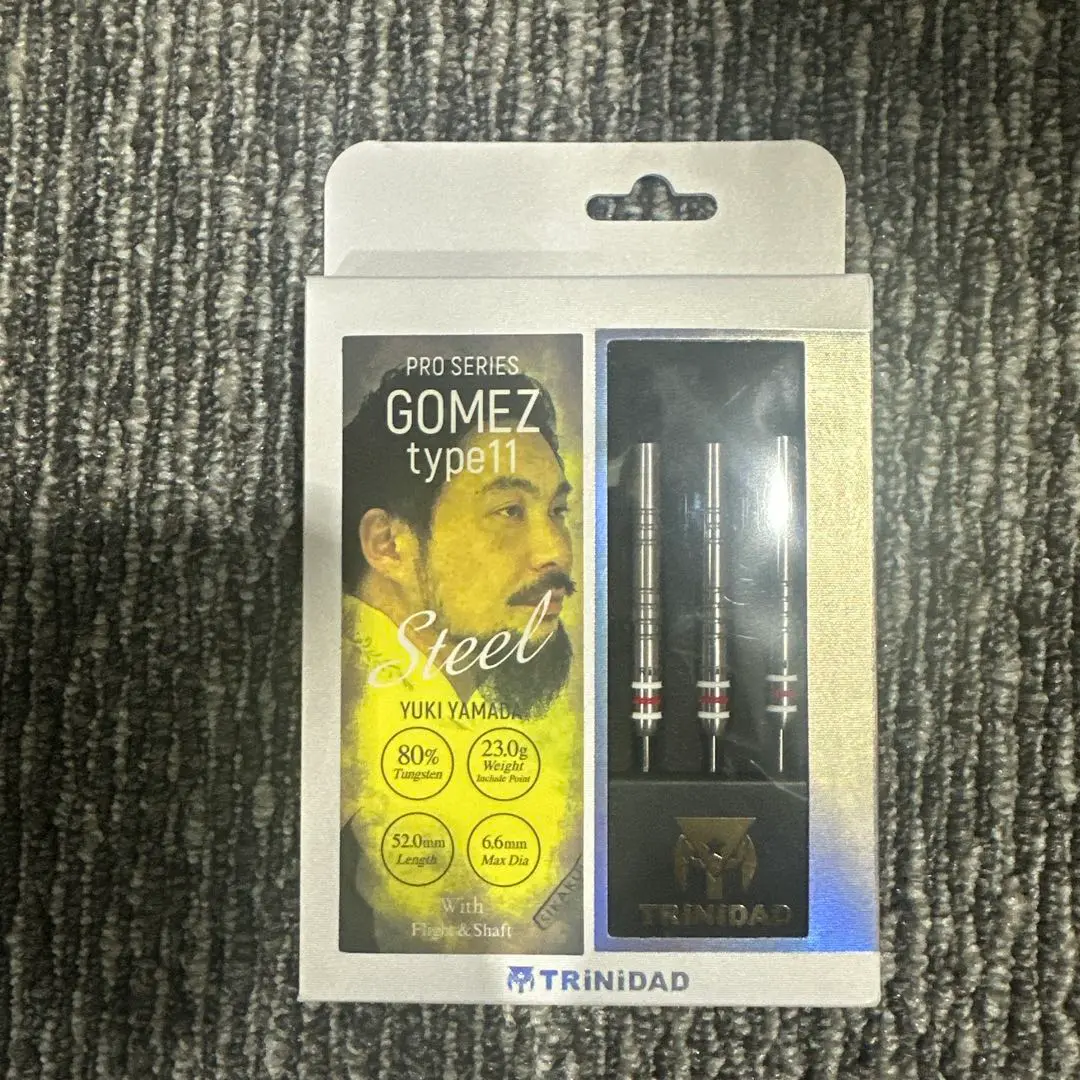 PRO SERIES
GOMEZ
type11
Steel
YUKI YAMADA
80%
Tungsten
23.0g
Weight
Include Point
52.0mm
Length
6.6mm
Max Dia
With
Flight & Shaft
TRiNiDAD
TRiNiDAD